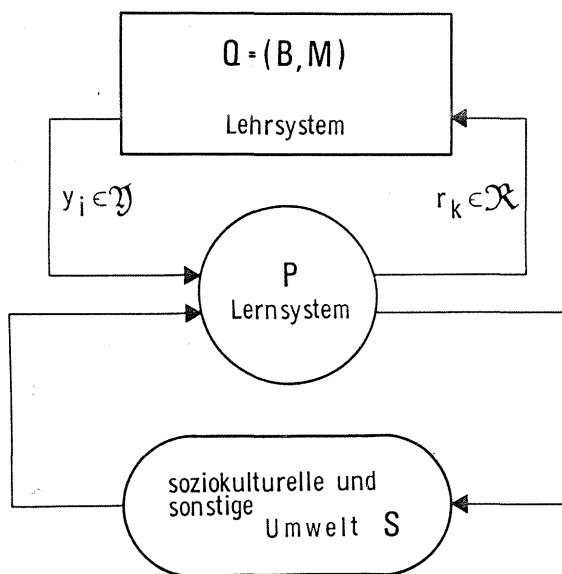 Q = (B, M)
Lehrsystem
y_i ∈ 𝔜
r_k ∈ ℜ
P
Lernsystem
soziokulturelle und
sonstige
Umwelt S